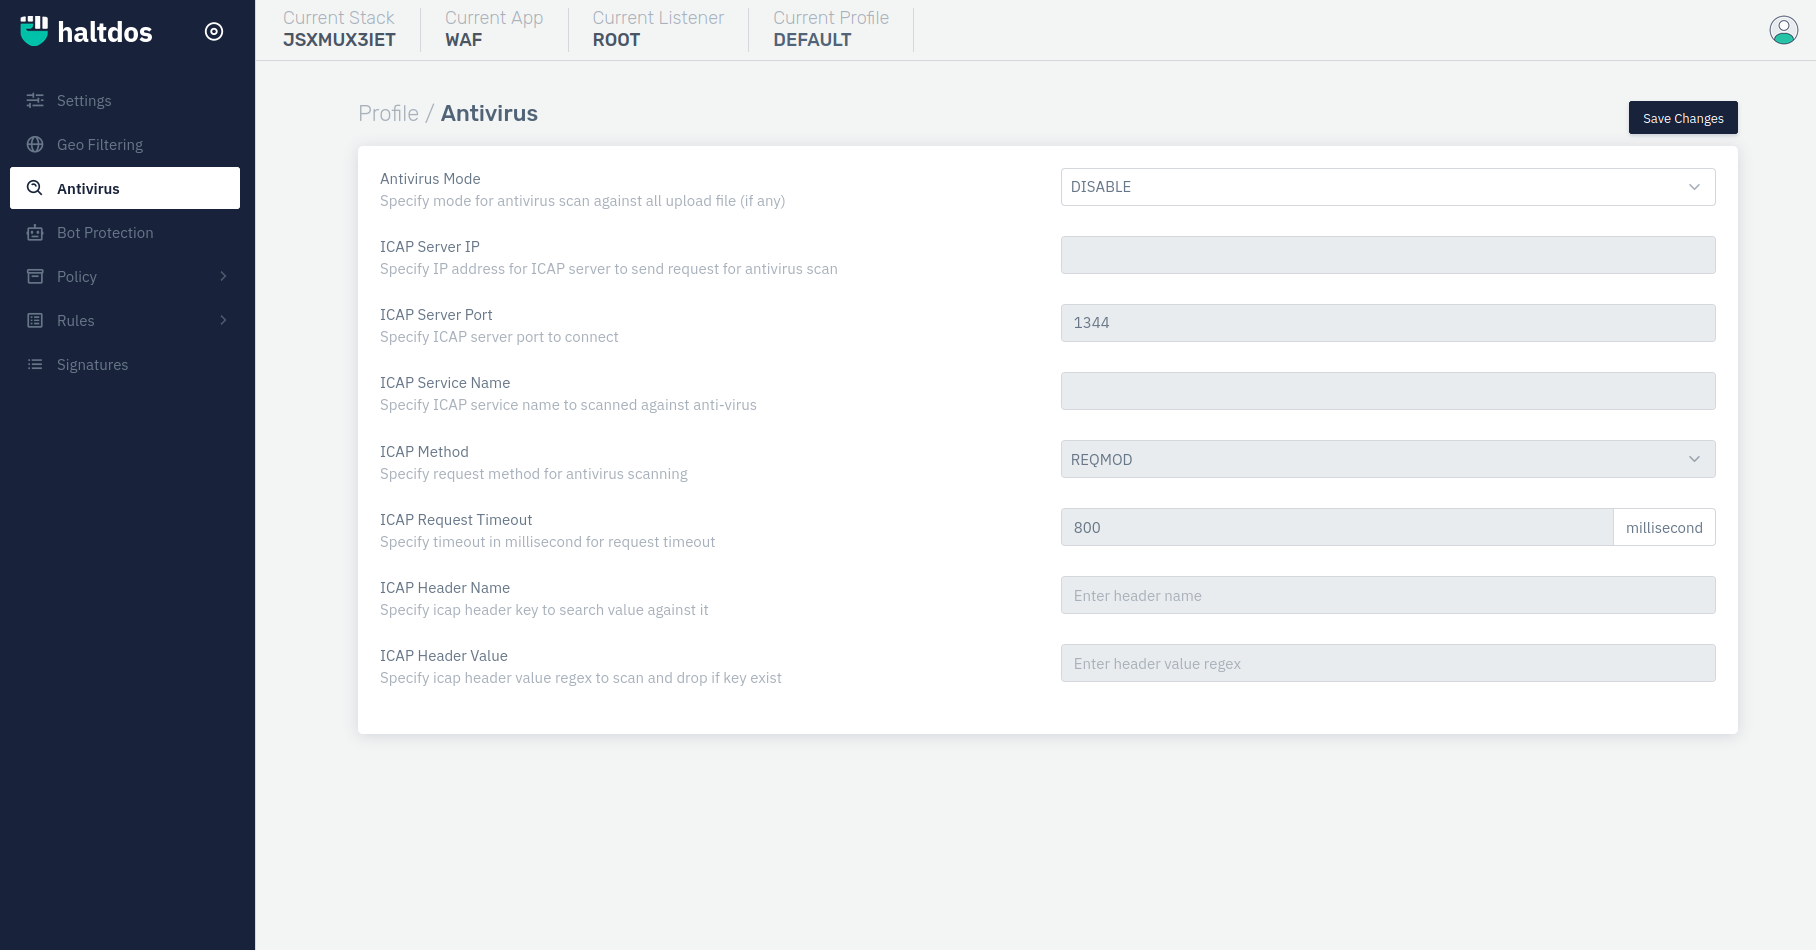 haltdos
Settings
Geo Filtering
Antivirus
Bot Protection
Policy
Rules
Signatures
Current Stack
JSXMUX3IET
Current App
WAF
Current Listener
ROOT
Current Profile
DEFAULT
Profile / Antivirus
Save Changes
Antivirus Mode
Specify mode for antivirus scan against all upload file (if any)
DISABLE
ICAP Server IP
Specify IP address for ICAP server to send request for antivirus scan
ICAP Server Port
Specify ICAP server port to connect
1344
ICAP Service Name
Specify ICAP service name to scanned against anti-virus
ICAP Method
Specify request method for antivirus scanning
REQMOD
ICAP Request Timeout
Specify timeout in millisecond for request timeout
800 millisecond
ICAP Header Name
Specify icap header key to search value against it
Enter header name
ICAP Header Value
Specify icap header value regex to scan and drop if key exist
Enter header value regex